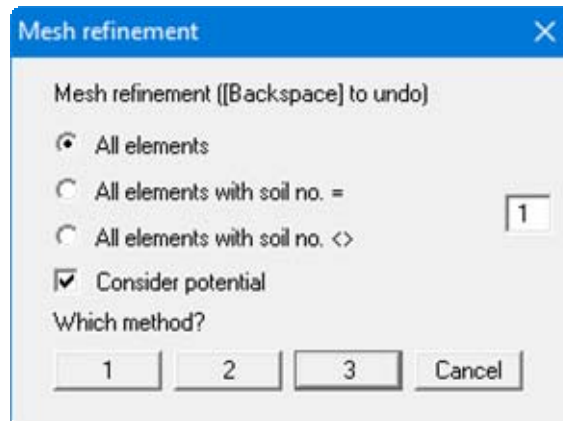 Mesh refinement
Mesh refinement ([Backspace] to undo)
All elements
All elements with soil no. =
1
All elements with soil no. <>
Consider potential
Which method?
1 2 3 Cancel